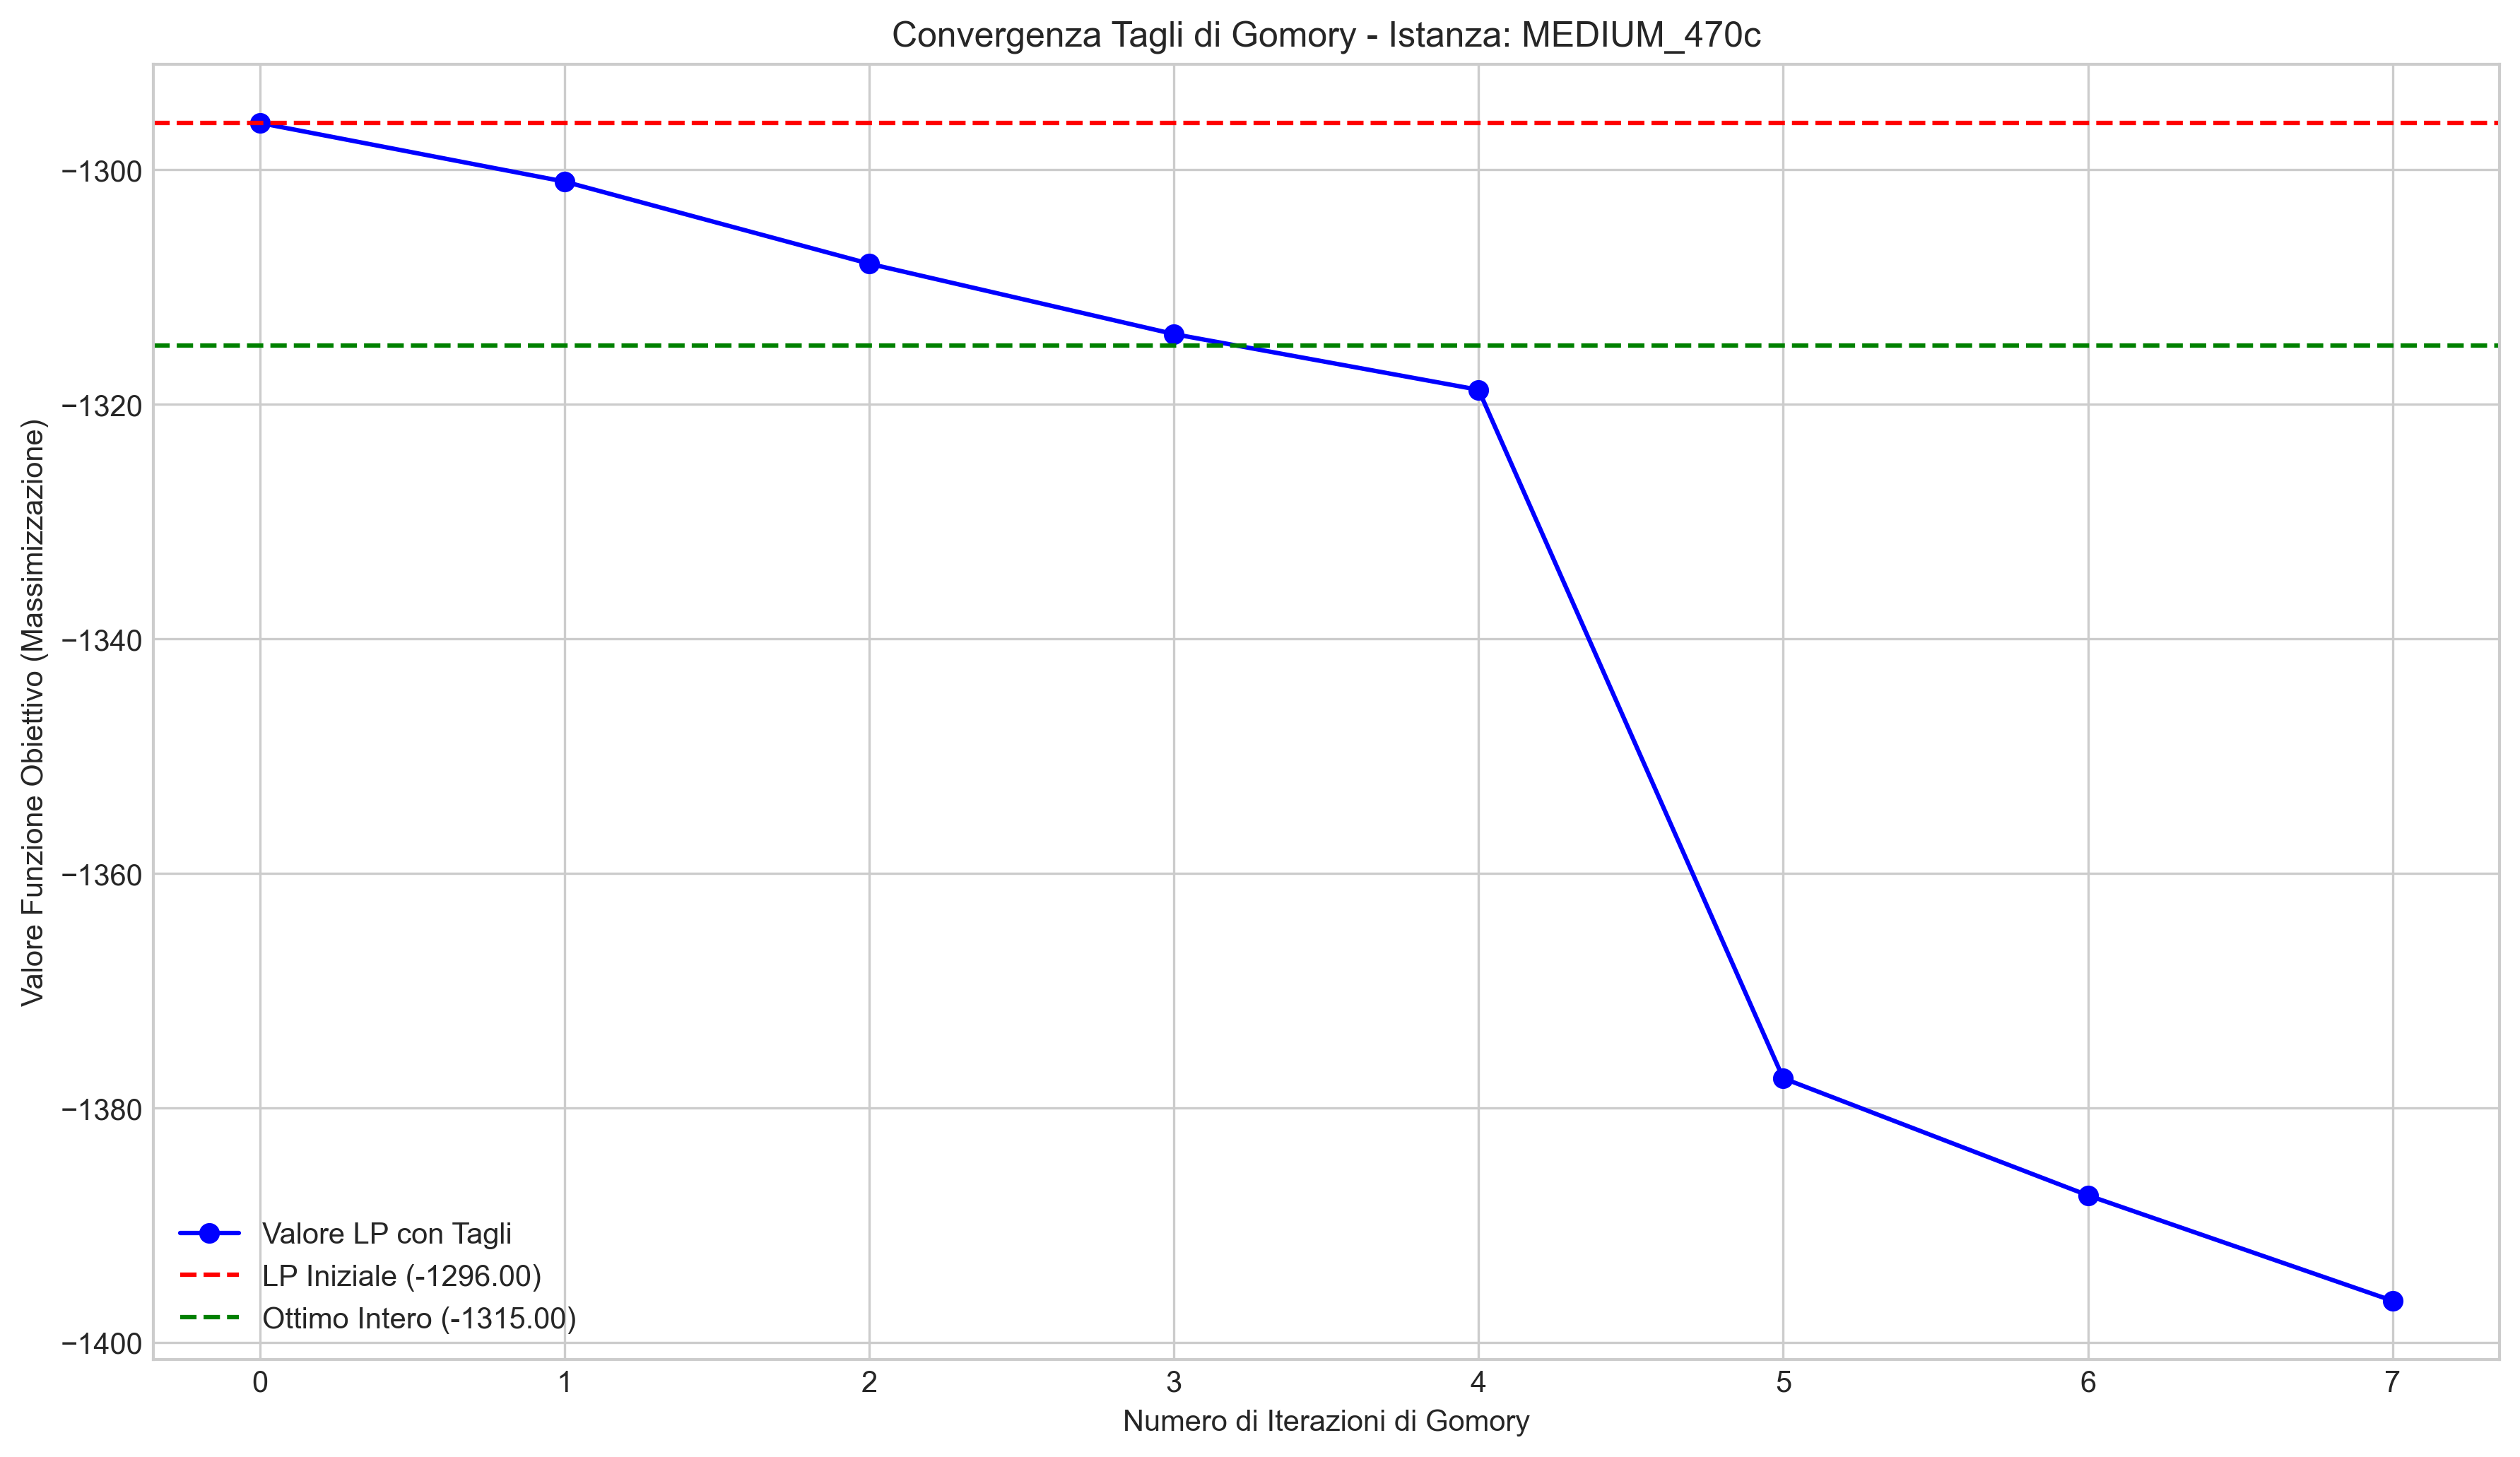 Convergenza Tagli di Gomory - Istanza: MEDIUM_470c
Valore Funzione Obiettivo (Massimizzazione)
−1300
−1320
−1340
−1360
−1380
−1400
Valore LP con Tagli
LP Iniziale (-1296.00)
Ottimo Intero (-1315.00)
0 1 2 3 4 5 6 7
Numero di Iterazioni di Gomory